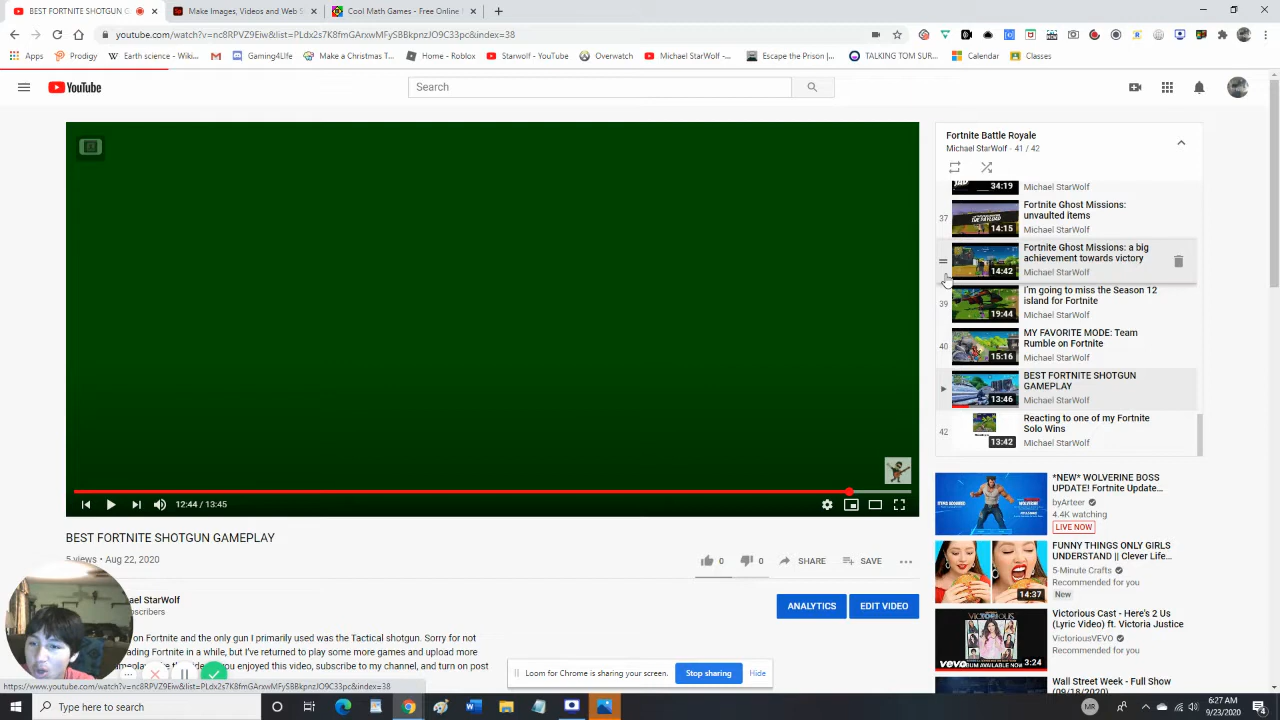 BEST FORTNITE SHOTGUN G
Make Images, Videos and Web S
Cool Math Games - Free Online
youtube.com/watch?v=nc8RPVZ9Eiw&list=PLdx2s7K8fmGArxwMFyS8BkpnzJO9C33pc&index=38
Apps
Prodigy
Earth science - Wiki...
Gaming4Life
Make a Christmas T...
Home - Roblox
Starwolf - YouTube
Overwatch
Michael StarWolf -...
Escape the Prison |...
TALKING TOM SUR...
Calendar
Classes
YouTube
Search
Fortnite Battle Royale
Michael StarWolf - 41 / 42
34:19
Michael StarWolf
37
14:15
Fortnite Ghost Missions:
unvaulted items
Michael StarWolf
14:42
Fortnite Ghost Missions: a big
achievement towards victory
Michael StarWolf
39
19:44
I'm going to miss the Season 12
island for Fortnite
Michael StarWolf
40
15:16
MY FAVORITE MODE: Team
Rumble on Fortnite
Michael StarWolf
13:46
BEST FORTNITE SHOTGUN
GAMEPLAY
Michael StarWolf
42
13:42
Reacting to one of my Fortnite
Solo Wins
Michael StarWolf
12:44 / 13:45
BEST FORTNITE SHOTGUN GAMEPLAY
5 views • Aug 22, 2020
0
0
SHARE
SAVE
ael StarWolf
bscribers
ANALYTICS
EDIT VIDEO
on Fortnite and the only gun I primarily used was the Tactical shotgun. Sorry for not
ading Fortnite in a while, but I've returned to play some more games and upload more
you enjoyed
channel, and turn on post
*NEW* WOLVERINE BOSS
UPDATE! Fortnite Update...
byArteer
4.4K watching
LIVE NOW
14:37
FUNNY THINGS ONLY GIRLS
UNDERSTAND || Clever Life...
5-Minute Crafts
Recommended for you
New
VICTORIOUS
vevo
ALBUM AVAILABLE NOW
3:24
Victorious Cast - Here's 2 Us
(Lyric Video) ft. Victoria Justice
VictoriousVEVO
Recommended for you
Wall Street Week - Full Show
(09/18/2020)
Loom for Chrome is sharing your screen.
Stop sharing
Hide
https://www.youtube.com/watch?v=nc8RPVZ9Eiw&list=PLdx2s7K8fmGArxwMFyS8BkpnzJO9C33pc&index=38
Type here to search
MR
6:27 AM
9/23/2020